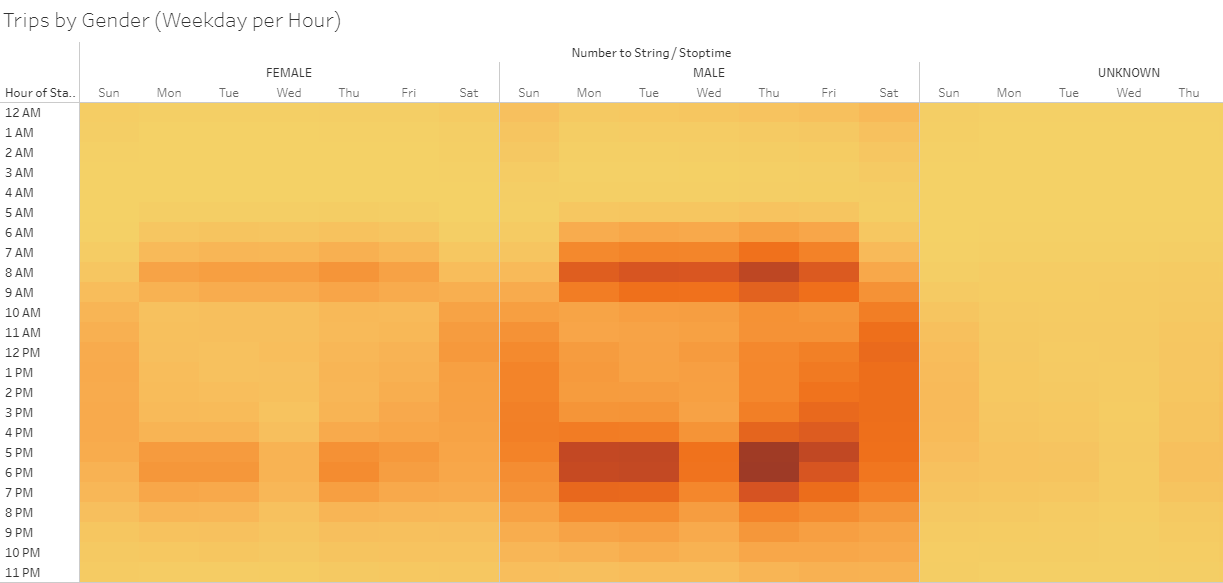 Trips by Gender (Weekday per Hour)
Number to String / Stoptime
FEMALE MALE UNKNOWN
Hour of Sta.. Sun Mon Tue Wed Thu Fri Sat Sun Mon Tue Wed Thu Fri Sat Sun Mon Tue Wed Thu
12 AM
1 AM
2 AM
3 AM
4 AM
5 AM
6 AM
7 AM
8 AM
9 AM
10 AM
11 AM
12 PM
1 PM
2 PM
3 PM
4 PM
5 PM
6 PM
7 PM
8 PM
9 PM
10 PM
11 PM